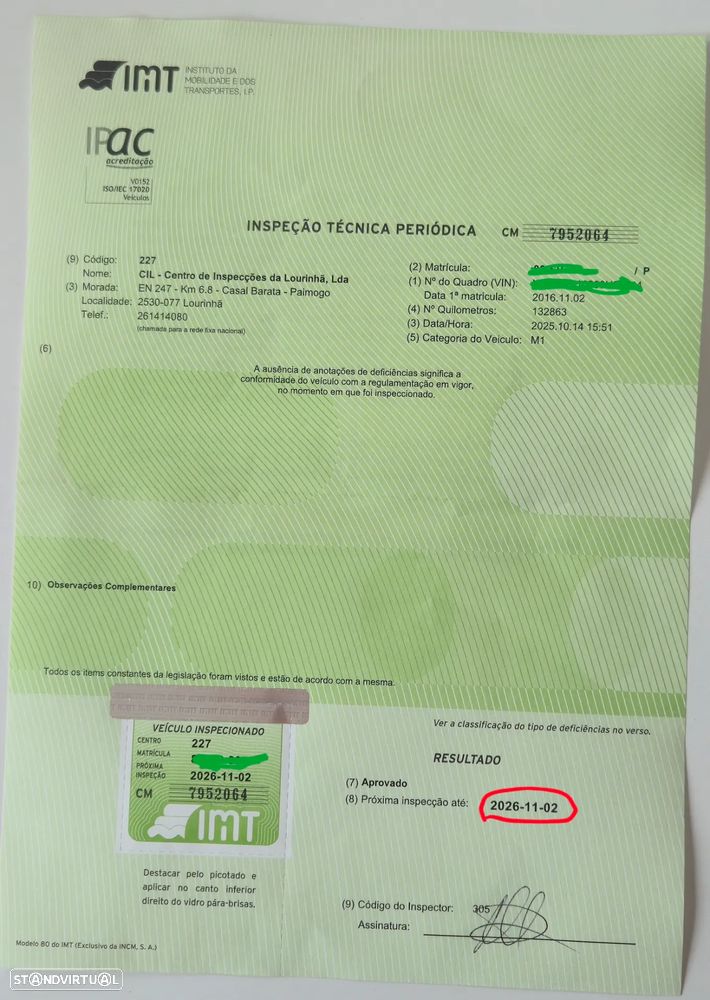 IMT INSTITUTO DA
MOBILIDADE E DOS
TRANSPORTES, I.P.
IPAC
acreditação
V0152
ISO/IEC 17020
Veículos
INSPEÇÃO TÉCNICA PERIÓDICA CM 7952064
(9) Código: 227
Nome: CIL - Centro de Inspecções da Lourinhã, Lda
(3) Morada: EN 247 - Km 6.8 - Casal Barata - Paimogo
Localidade: 2530-077 Lourinhã
Telef.: 261414080
(chamada para a rede fixa nacional)
(2) Matrícula: / P
(1) Nº do Quadro (VIN):
Data 1ª matrícula: 2016.11.02
(4) Nº Quilometros: 132863
(3) Data/Hora: 2025.10.14 15:51
(5) Categoria do Veículo: M1
(6)
A ausência de anotações de deficiências significa a
conformidade do veículo com a regulamentação em vigor,
no momento em que foi inspeccionado.
10) Observações Complementares
Todos os items constantes da legislação foram vistos e estão de acordo com a mesma.
VEÍCULO INSPECIONADO
CENTRO 227
MATRÍCULA
PRÓXIMA
INSPEÇÃO 2026-11-02
CM 7952064
IMT
Destacar pelo picotado e
aplicar no canto inferior
direito do vidro pára-brisas.
Ver a classificação do tipo de deficiências no verso.
RESULTADO
(7) Aprovado
(8) Próxima inspecção até: 2026-11-02
(9) Código do Inspector: 305
Assinatura:
Modelo 80 do IMT (Exclusivo da INCM, S. A.)
STANDVIRTUAL